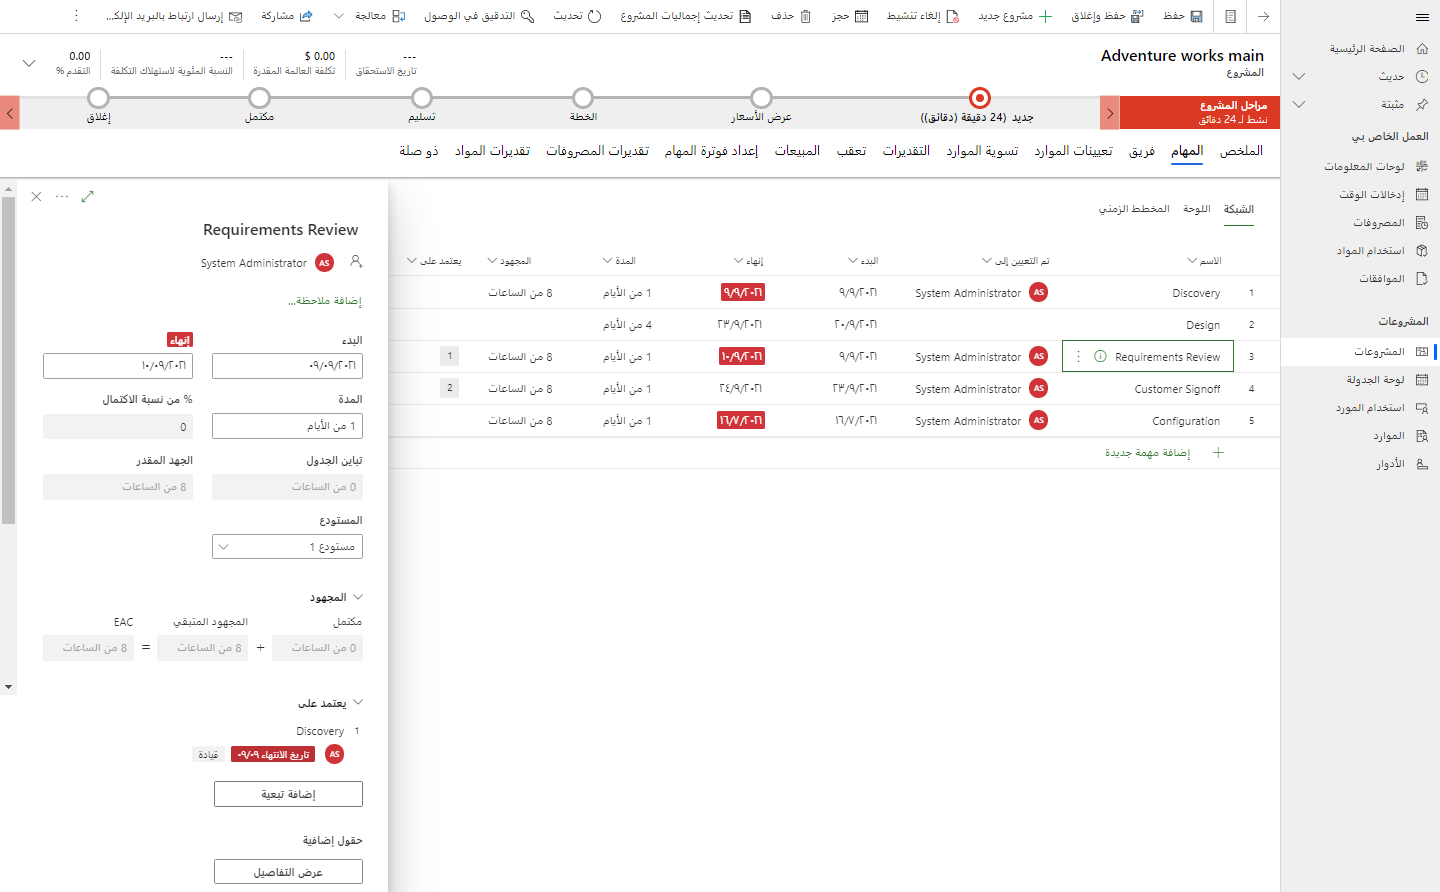 حفظ
حفظ وإغلاق
مشروع جديد
إلغاء تنشيط
حجز
حذف
تحديث إجماليات المشروع
تحديث
التدقيق في الوصول
معالجة
مشاركة
إرسال ارتباط بالبريد الإلكـ...
الصفحة الرئيسية
حديث
مثبتة
العمل الخاص بي
لوحات المعلومات
إدخالات الوقت
المصروفات
استخدام المواد
الموافقات
المشروعات
المشروعات
لوحة الجدولة
استخدام المورد
الموارد
الأدوار
Adventure works main
المشروع
---
تاريخ الاستحقاق
$ 0.00
تكلفة العمالة المقدرة
---
النسبة المئوية لاستهلاك التكلفة
0.00
التقدم %
مراحل المشروع
نشط لـ 24 دقائق
جديد (24 دقيقة (دقائق))
عرض الأسعار
الخطة
تسليم
مكتمل
إغلاق
الملخص
المهام
فريق
تعيينات الموارد
تسوية الموارد
التقديرات
تعقب
المبيعات
إعداد فوترة المهام
تقديرات المصروفات
تقديرات المواد
ذو صلة
الشبكة
اللوحة
المخطط الزمني
الاسم
تم التعيين إلى
البدء
إنهاء
المدة
المجهود
يعتمد على
1 Discovery AS System Administrator ٩/٩/٢٠٢١ ٩/٩/٢٠٢١ 1 من الأيام 8 من الساعات
2 Design ٢٠/٩/٢٠٢١ ٢٣/٩/٢٠٢١ 4 من الأيام
3 Requirements Review AS System Administrator ٩/٩/٢٠٢١ ١٠/٩/٢٠٢١ 1 من الأيام 8 من الساعات 1
4 Customer Signoff AS System Administrator ٢٣/٩/٢٠٢١ ٢٤/٩/٢٠٢١ 1 من الأيام 8 من الساعات 2
5 Configuration AS System Administrator ١٦/٧/٢٠٢١ ١٦/٧/٢٠٢١ 1 من الأيام 8 من الساعات
إضافة مهمة جديدة
Requirements Review
AS System Administrator
إضافة ملاحظة...
البدء
إنهاء
٠٩/٠٩/٢٠٢١
١٠/٠٩/٢٠٢١
المدة
% من نسبة الاكتمال
1 من الأيام
0
تباين الجدول
الجهد المقدر
0 من الساعات
8 من الساعات
المستودع
مستودع 1
المجهود
مكتمل
المجهود المتبقي
EAC
0 من الساعات + 8 من الساعات = 8 من الساعات
يعتمد على
1 Discovery
AS تاريخ الانتهاء ٠٩/٠٩ قيادة
إضافة تبعية
حقول إضافية
عرض التفاصيل